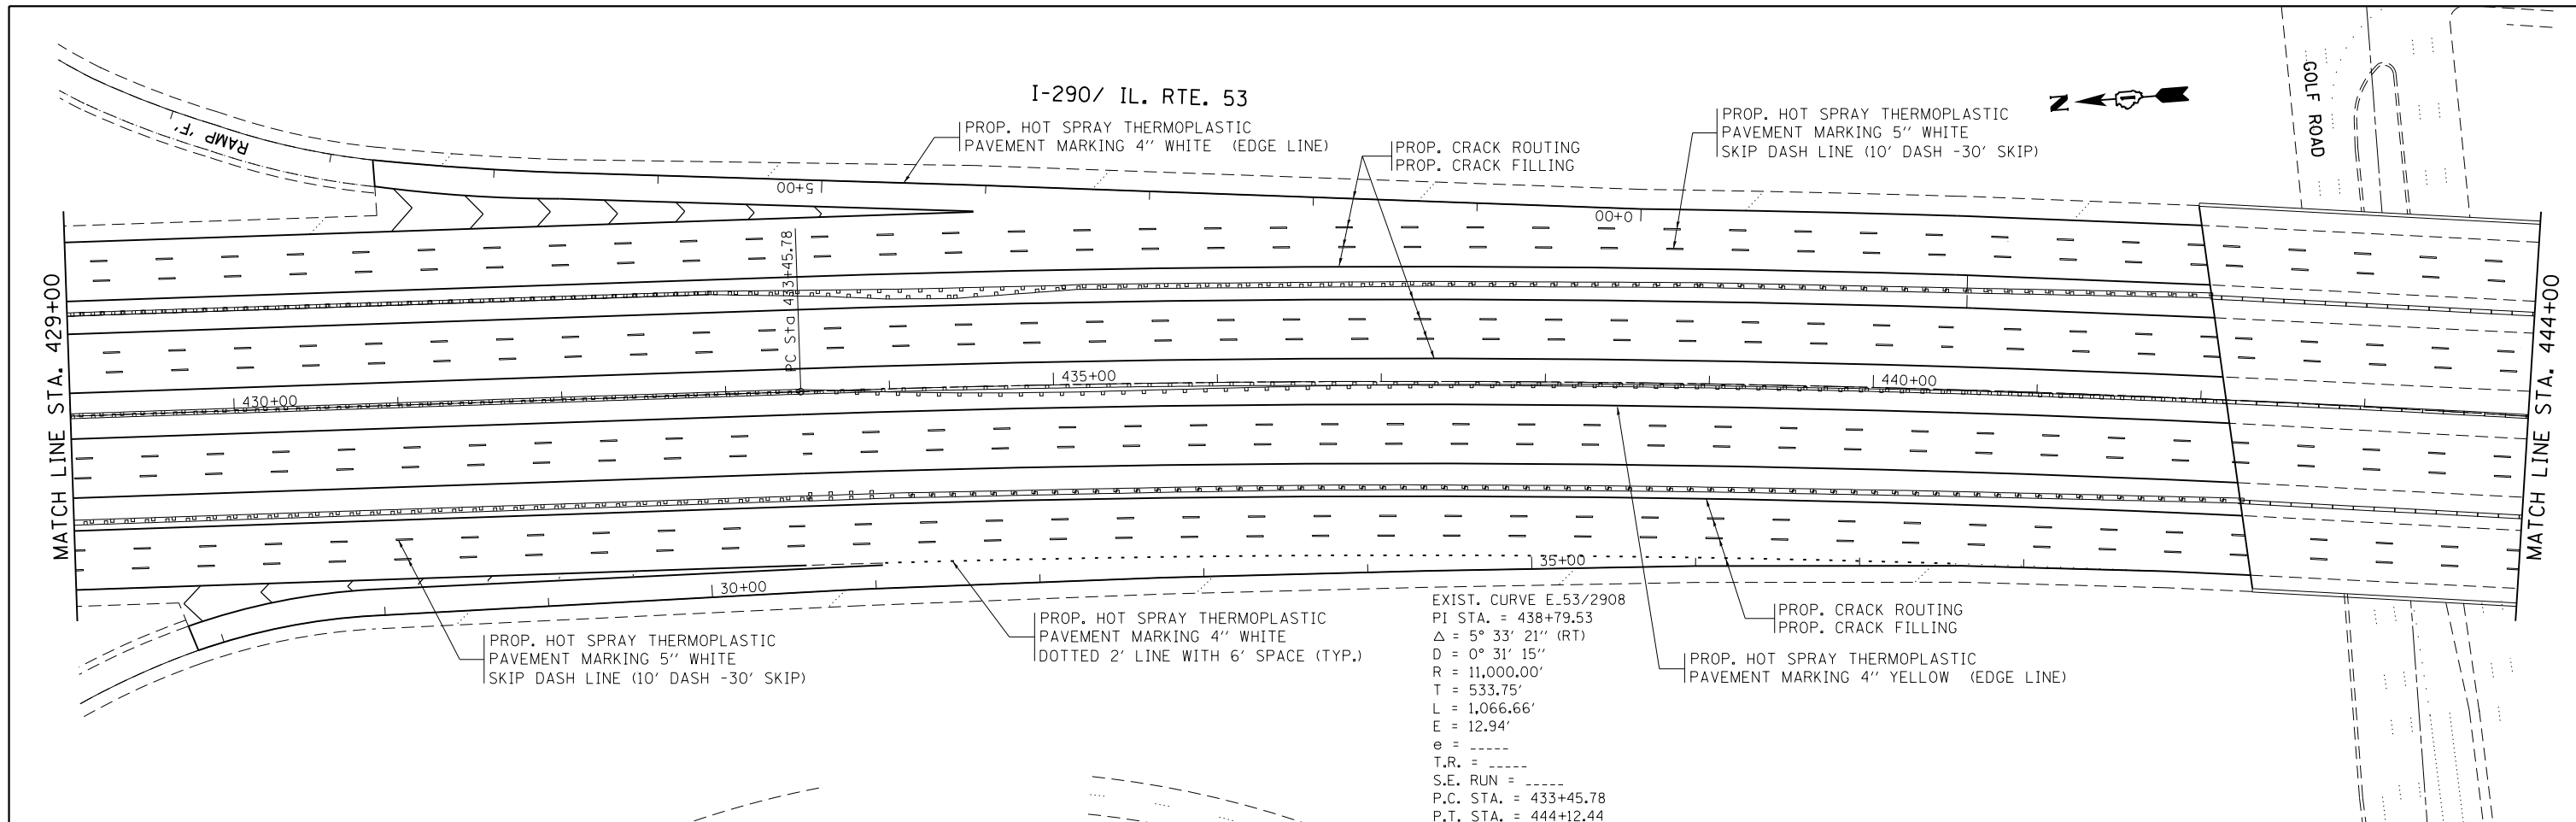 I-290/ IL. RTE. 53
GOLF ROAD
N
RAMP 'F'
PROP. HOT SPRAY THERMOPLASTIC
PAVEMENT MARKING 4" WHITE (EDGE LINE)
PROP. CRACK ROUTING
PROP. CRACK FILLING
PROP. HOT SPRAY THERMOPLASTIC
PAVEMENT MARKING 5" WHITE
SKIP DASH LINE (10' DASH -30' SKIP)
5+00
0+00
MATCH LINE STA. 429+00
PC Sta 433+45.78
MATCH LINE STA. 444+00
430+00
435+00
440+00
30+00
35+00
PROP. HOT SPRAY THERMOPLASTIC
PAVEMENT MARKING 5" WHITE
SKIP DASH LINE (10' DASH -30' SKIP)
PROP. HOT SPRAY THERMOPLASTIC
PAVEMENT MARKING 4" WHITE
DOTTED 2' LINE WITH 6' SPACE (TYP.)
EXIST. CURVE E_53/2908
PI STA. = 438+79.53
Δ = 5° 33' 21" (RT)
D = 0° 31' 15"
R = 11,000.00'
T = 533.75'
L = 1,066.66'
E = 12.94'
e = _____
T.R. = _____
S.E. RUN = _____
P.C. STA. = 433+45.78
P.T. STA. = 444+12.44
PROP. CRACK ROUTING
PROP. CRACK FILLING
PROP. HOT SPRAY THERMOPLASTIC
PAVEMENT MARKING 4" YELLOW (EDGE LINE)